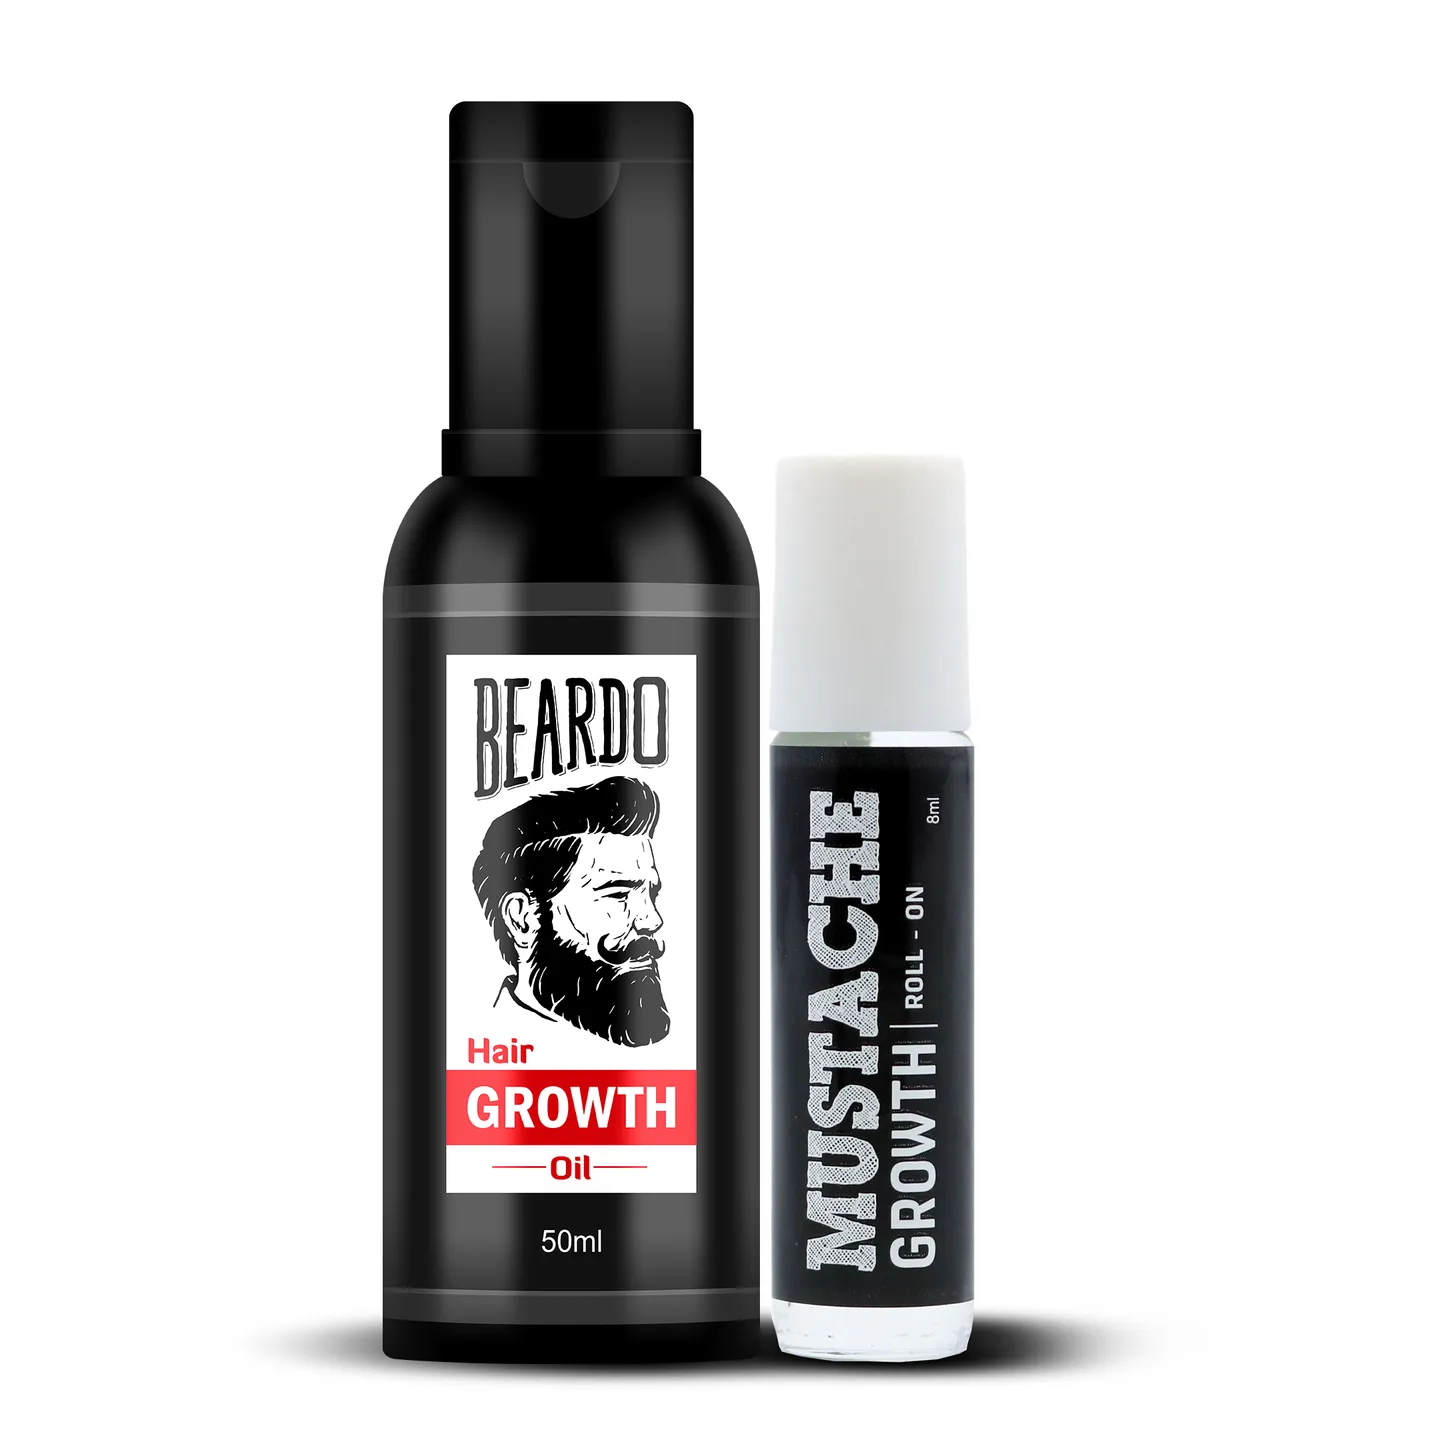 BEARDO
Hair
GROWTH
Oil
50ml
MUSTACHE
GROWTH | ROLL - ON
8ml